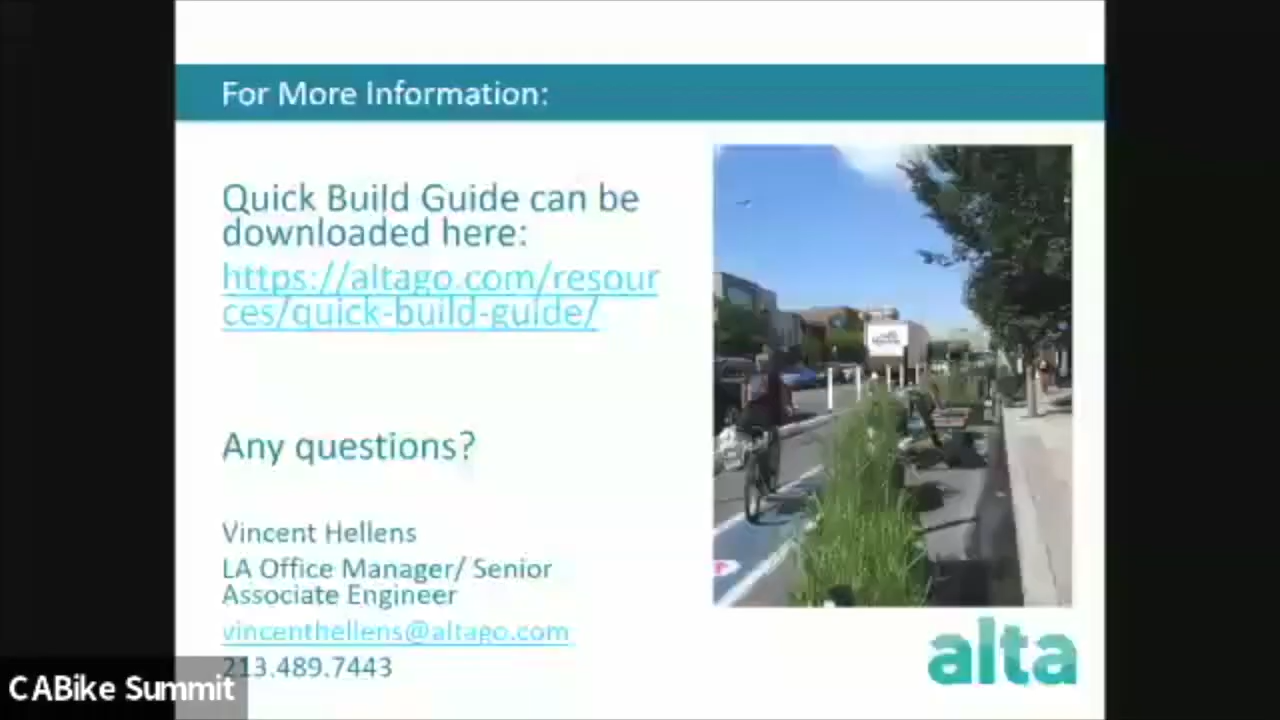 For More Information:
Quick Build Guide can be
downloaded here:
https://altago.com/resour
ces/quick-build-guide/
Any questions?
Vincent Hellens
LA Office Manager/ Senior
Associate Engineer
vincenthellens@altago.com
213.489.7443
alta
CABike Summit